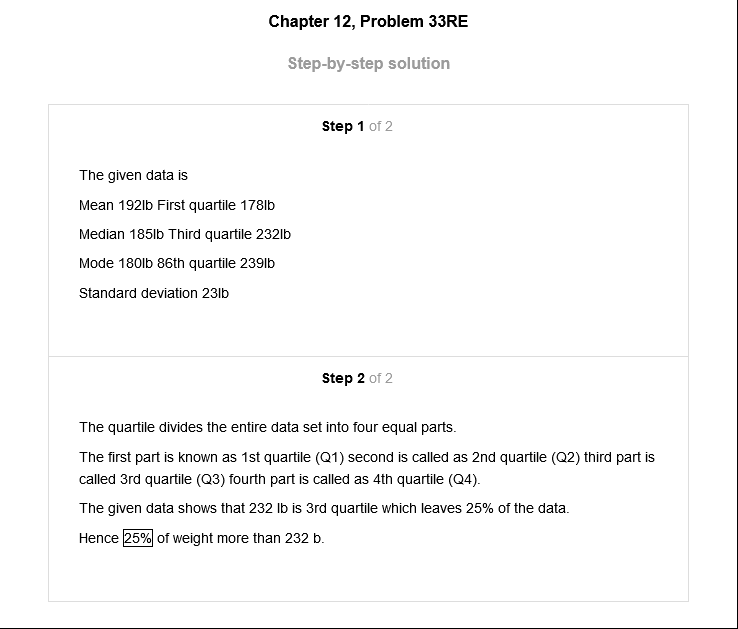 Chapter 12, Problem 33RE
Step-by-step solution
Step 1 of 2
The given data is
Mean 192lb First quartile 178lb
Median 185lb Third quartile 232lb
Mode 180lb 86th quartile 239lb
Standard deviation 23lb
Step 2 of 2
The quartile divides the entire data set into four equal parts.
The first part is known as 1st quartile (Q1) second is called as 2nd quartile (Q2) third part is
called 3rd quartile (Q3) fourth part is called as 4th quartile (Q4).
The given data shows that 232 lb is 3rd quartile which leaves 25% of the data.
Hence 25% of weight more than 232 b.